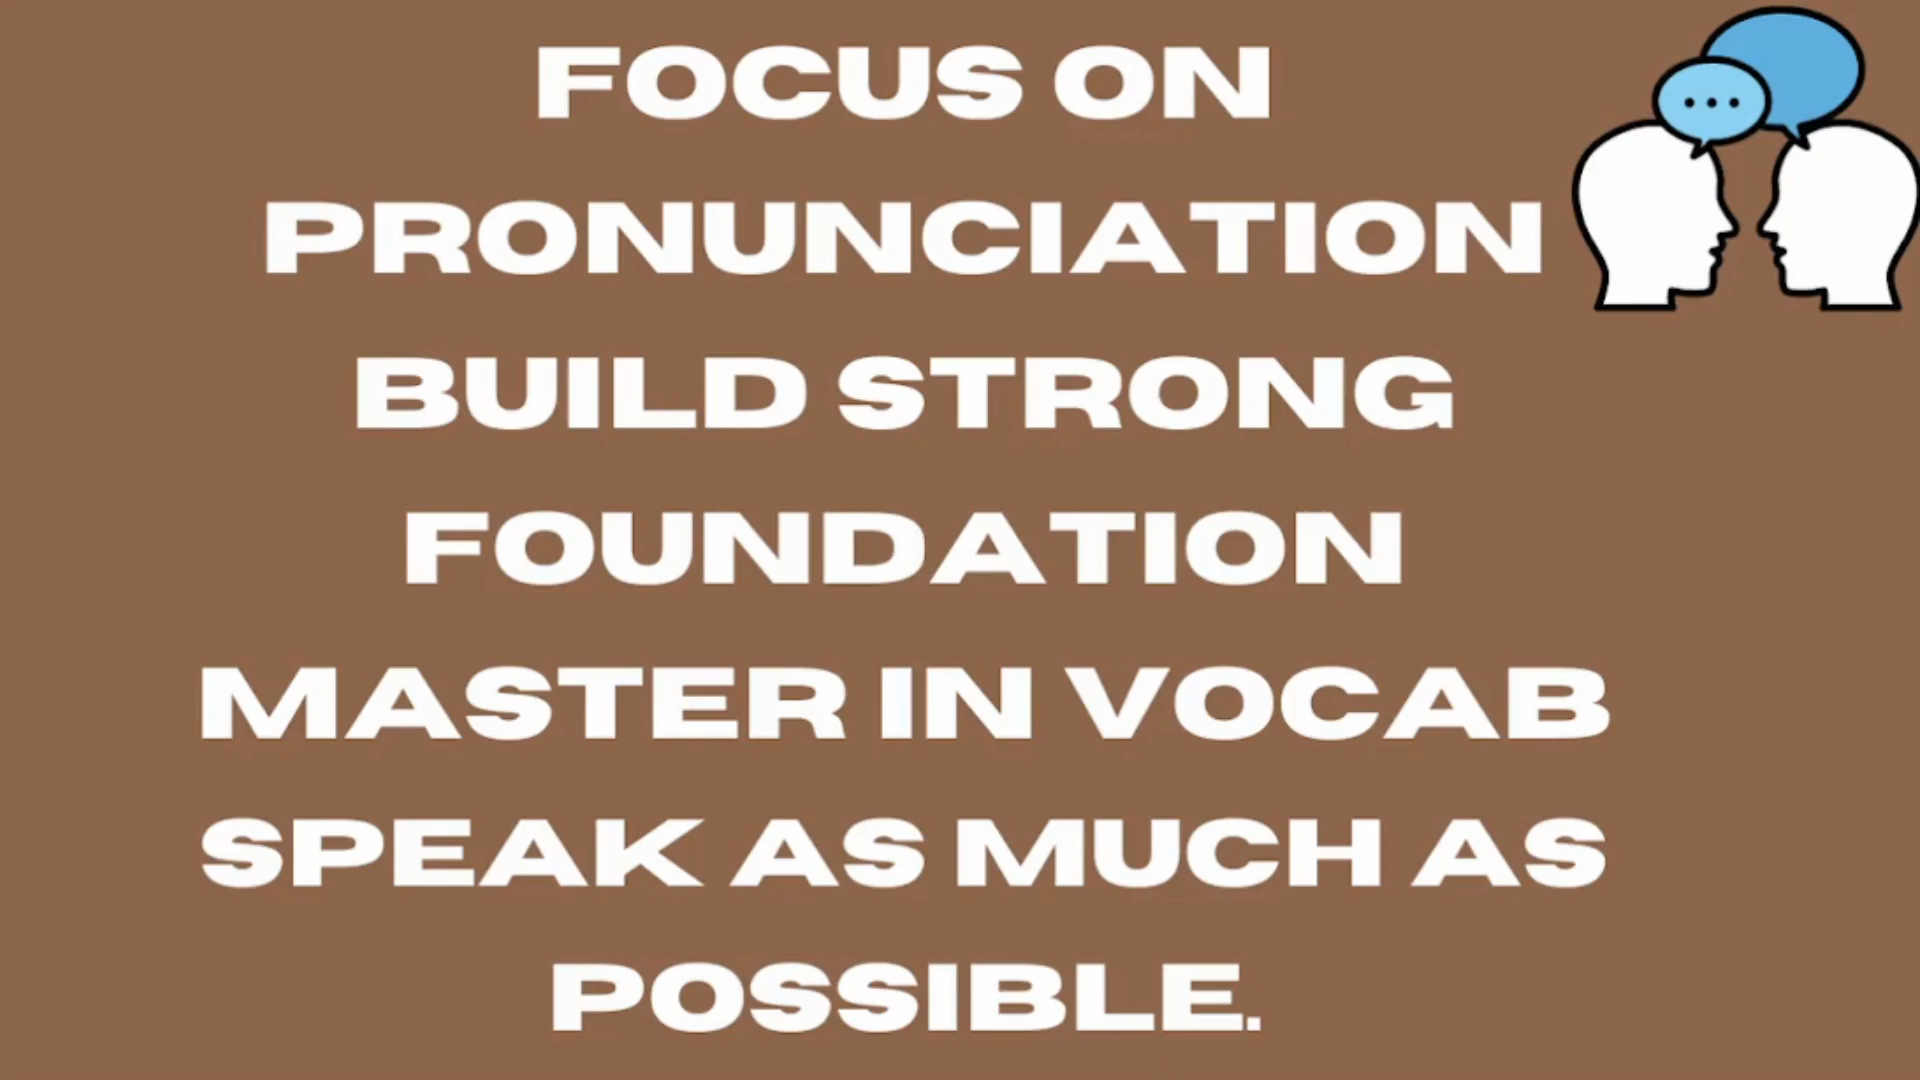 FOCUS ON
PRONUNCIATION
BUILD STRONG
FOUNDATION
MASTER IN VOCAB
SPEAK AS MUCH AS
POSSIBLE.